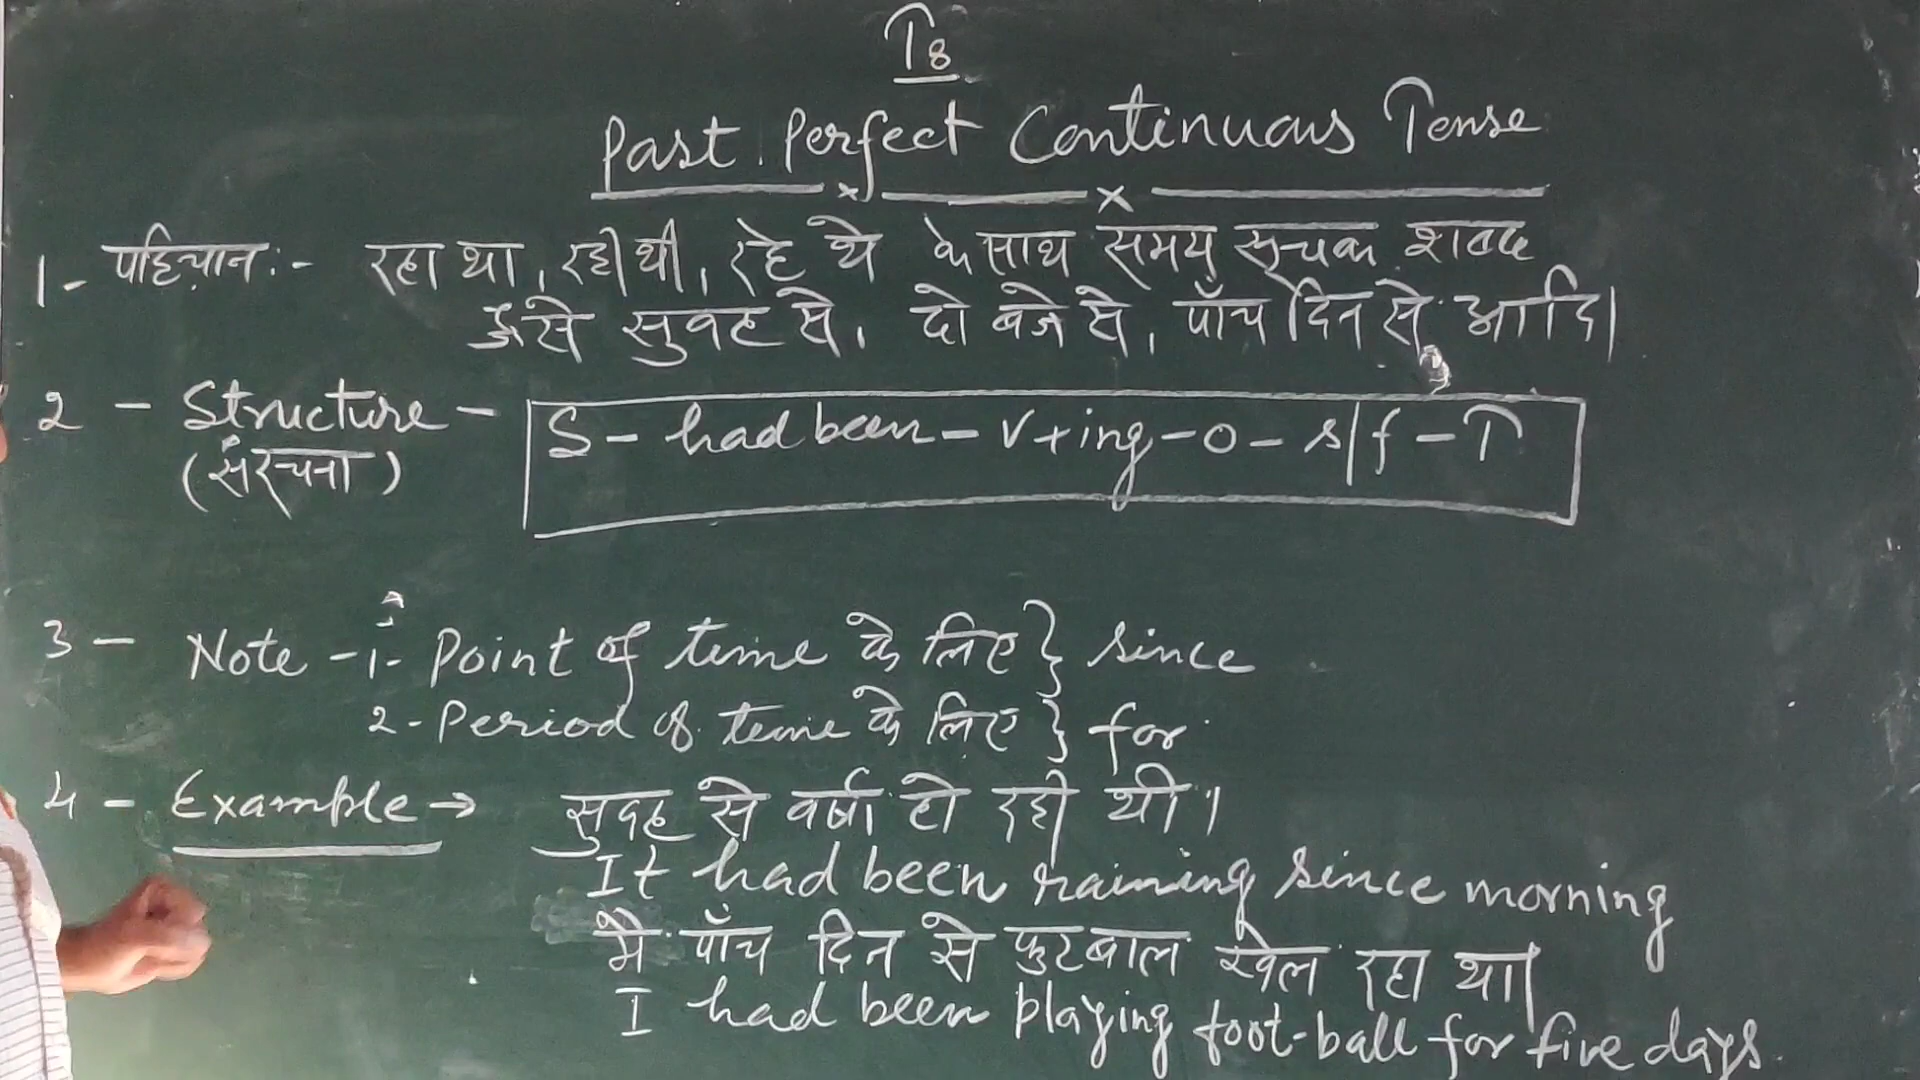 T8
Past Perfect Continuous Tense
1- पहिचान:- रहा था, रही थी, रहे थे के साथ समय सूचक शब्द
जैसे सुबह से, दो बजे से, पाँच दिन से आदि।
2 - Structure - S - had been - V+ing - O - s/f - T
(संरचना)
3 - Note - 1- Point of time के लिए } since
2 - Period of time के लिए } for
4 - Example → सुबह से वर्षा हो रही थी।
It had been raining since morning
मै पाँच दिन से फुटबाल खेल रहा था।
I had been playing foot-ball for five days.